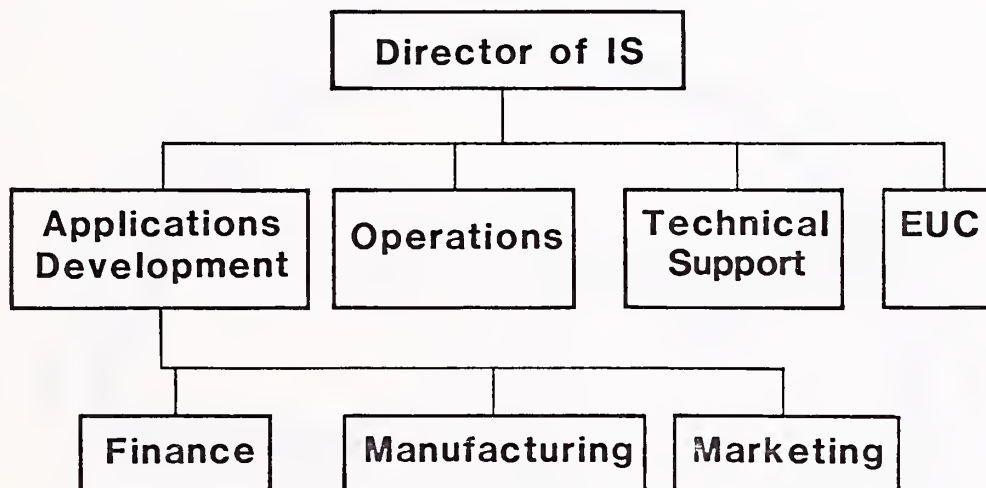 Director of IS
Applications
Development
Operations
Technical
Support
EUC
Finance
Manufacturing
Marketing